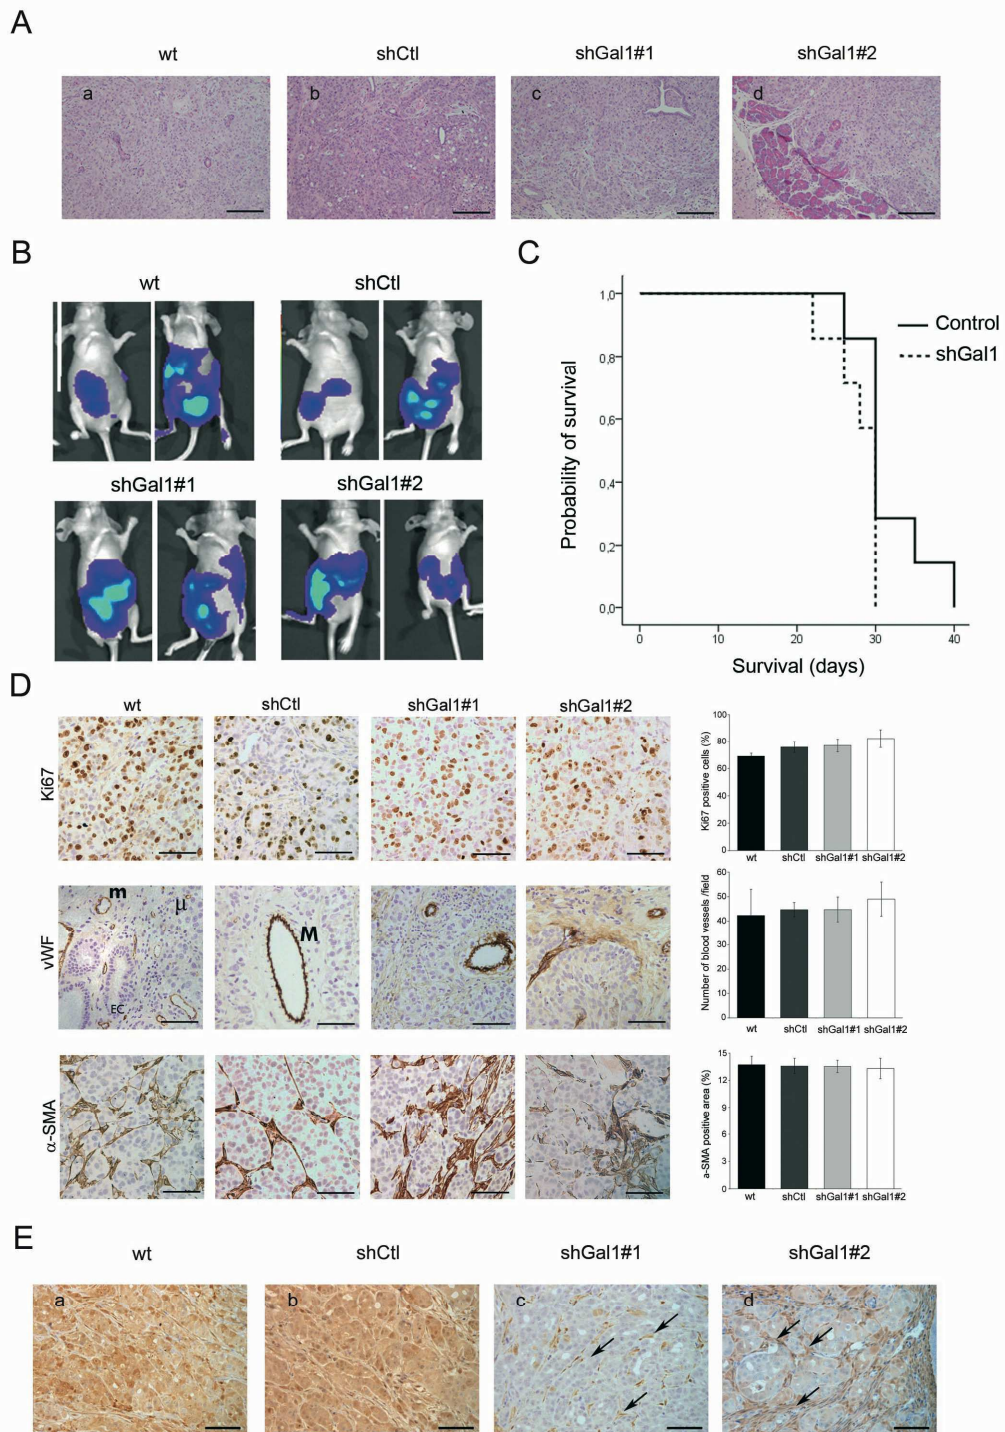 A
wt shCtl shGal1#1 shGal1#2
a b c d
B
wt shCtl
shGal1#1 shGal1#2
C
Probability of survival
1,0
0,8
0,6
0,4
0,2
0,0
0 10 20 30 40
Survival (days)
Control
shGal1
D
wt shCtl shGal1#1 shGal1#2
Ki67
Ki67 positive cells (%)
100
80
60
40
20
0
wt shCtl shGal1#1 shGal1#2
vWF
m
μ
EC
M
Number of blood vessels /field
60
50
40
30
20
10
0
wt shCtl shGal1#1 shGal1#2
α-SMA
a-SMA positive area (%)
15
12
9
6
3
0
wt shCtl shGal1#1 shGal1#2
E
wt shCtl shGal1#1 shGal1#2
a b c d